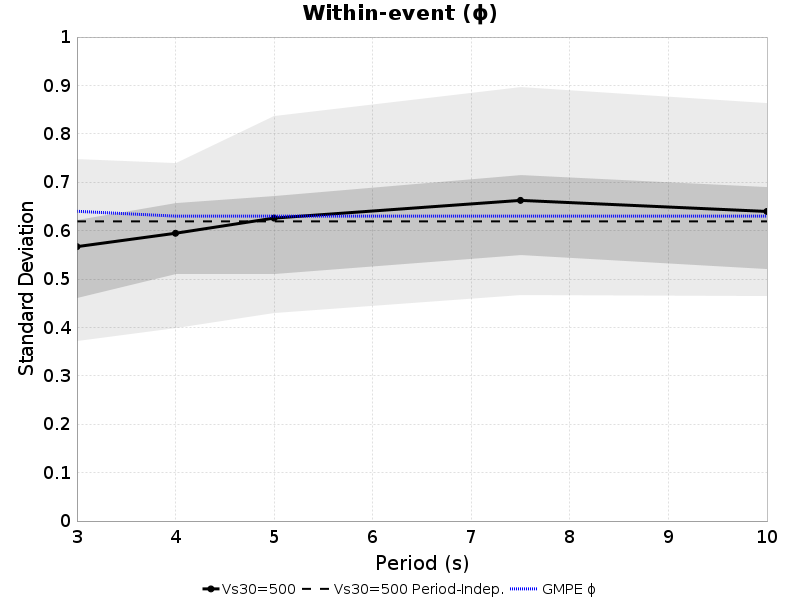 Within-event (ϕ)
1
0.9
0.8
0.7
0.6
0.5
0.4
0.3
0.2
0.1
0
Standard Deviation
3 4 5 6 7 8 9 10
Period (s)
Vs30=500 Vs30=500 Period-Indep. GMPE ϕ